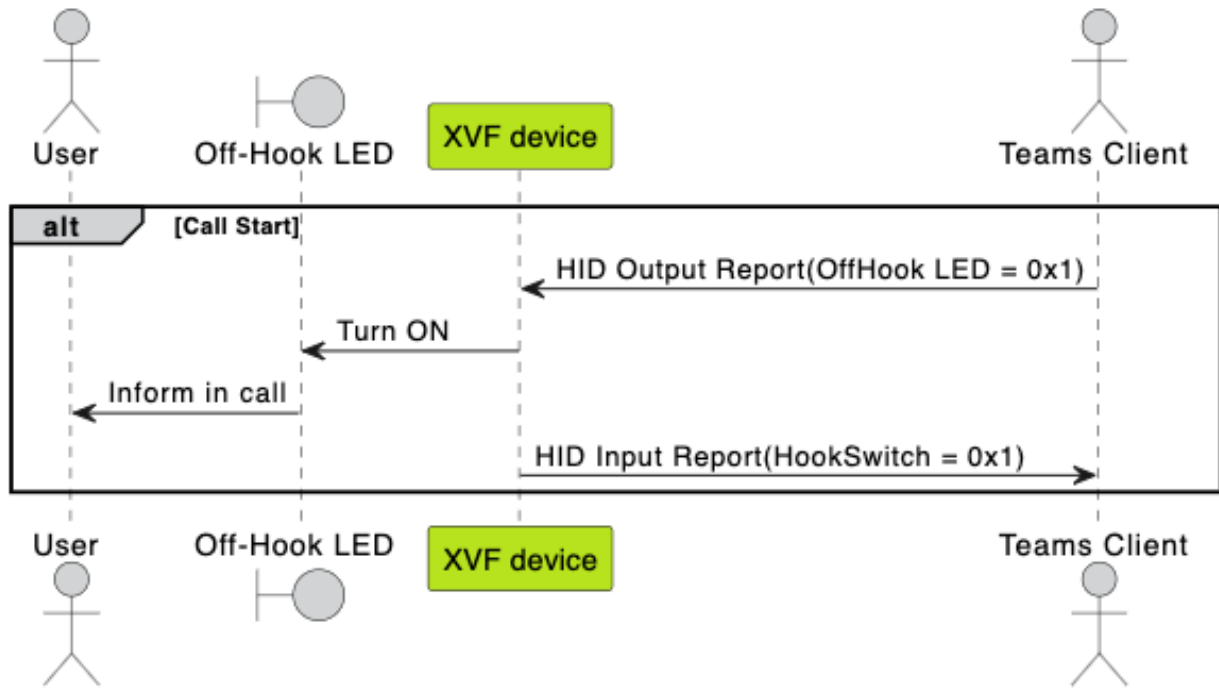 User
Off-Hook LED
XVF device
Teams Client
alt
[Call Start]
HID Output Report(OffHook LED = 0x1)
Turn ON
Inform in call
HID Input Report(HookSwitch = 0x1)
User
Off-Hook LED
XVF device
Teams Client